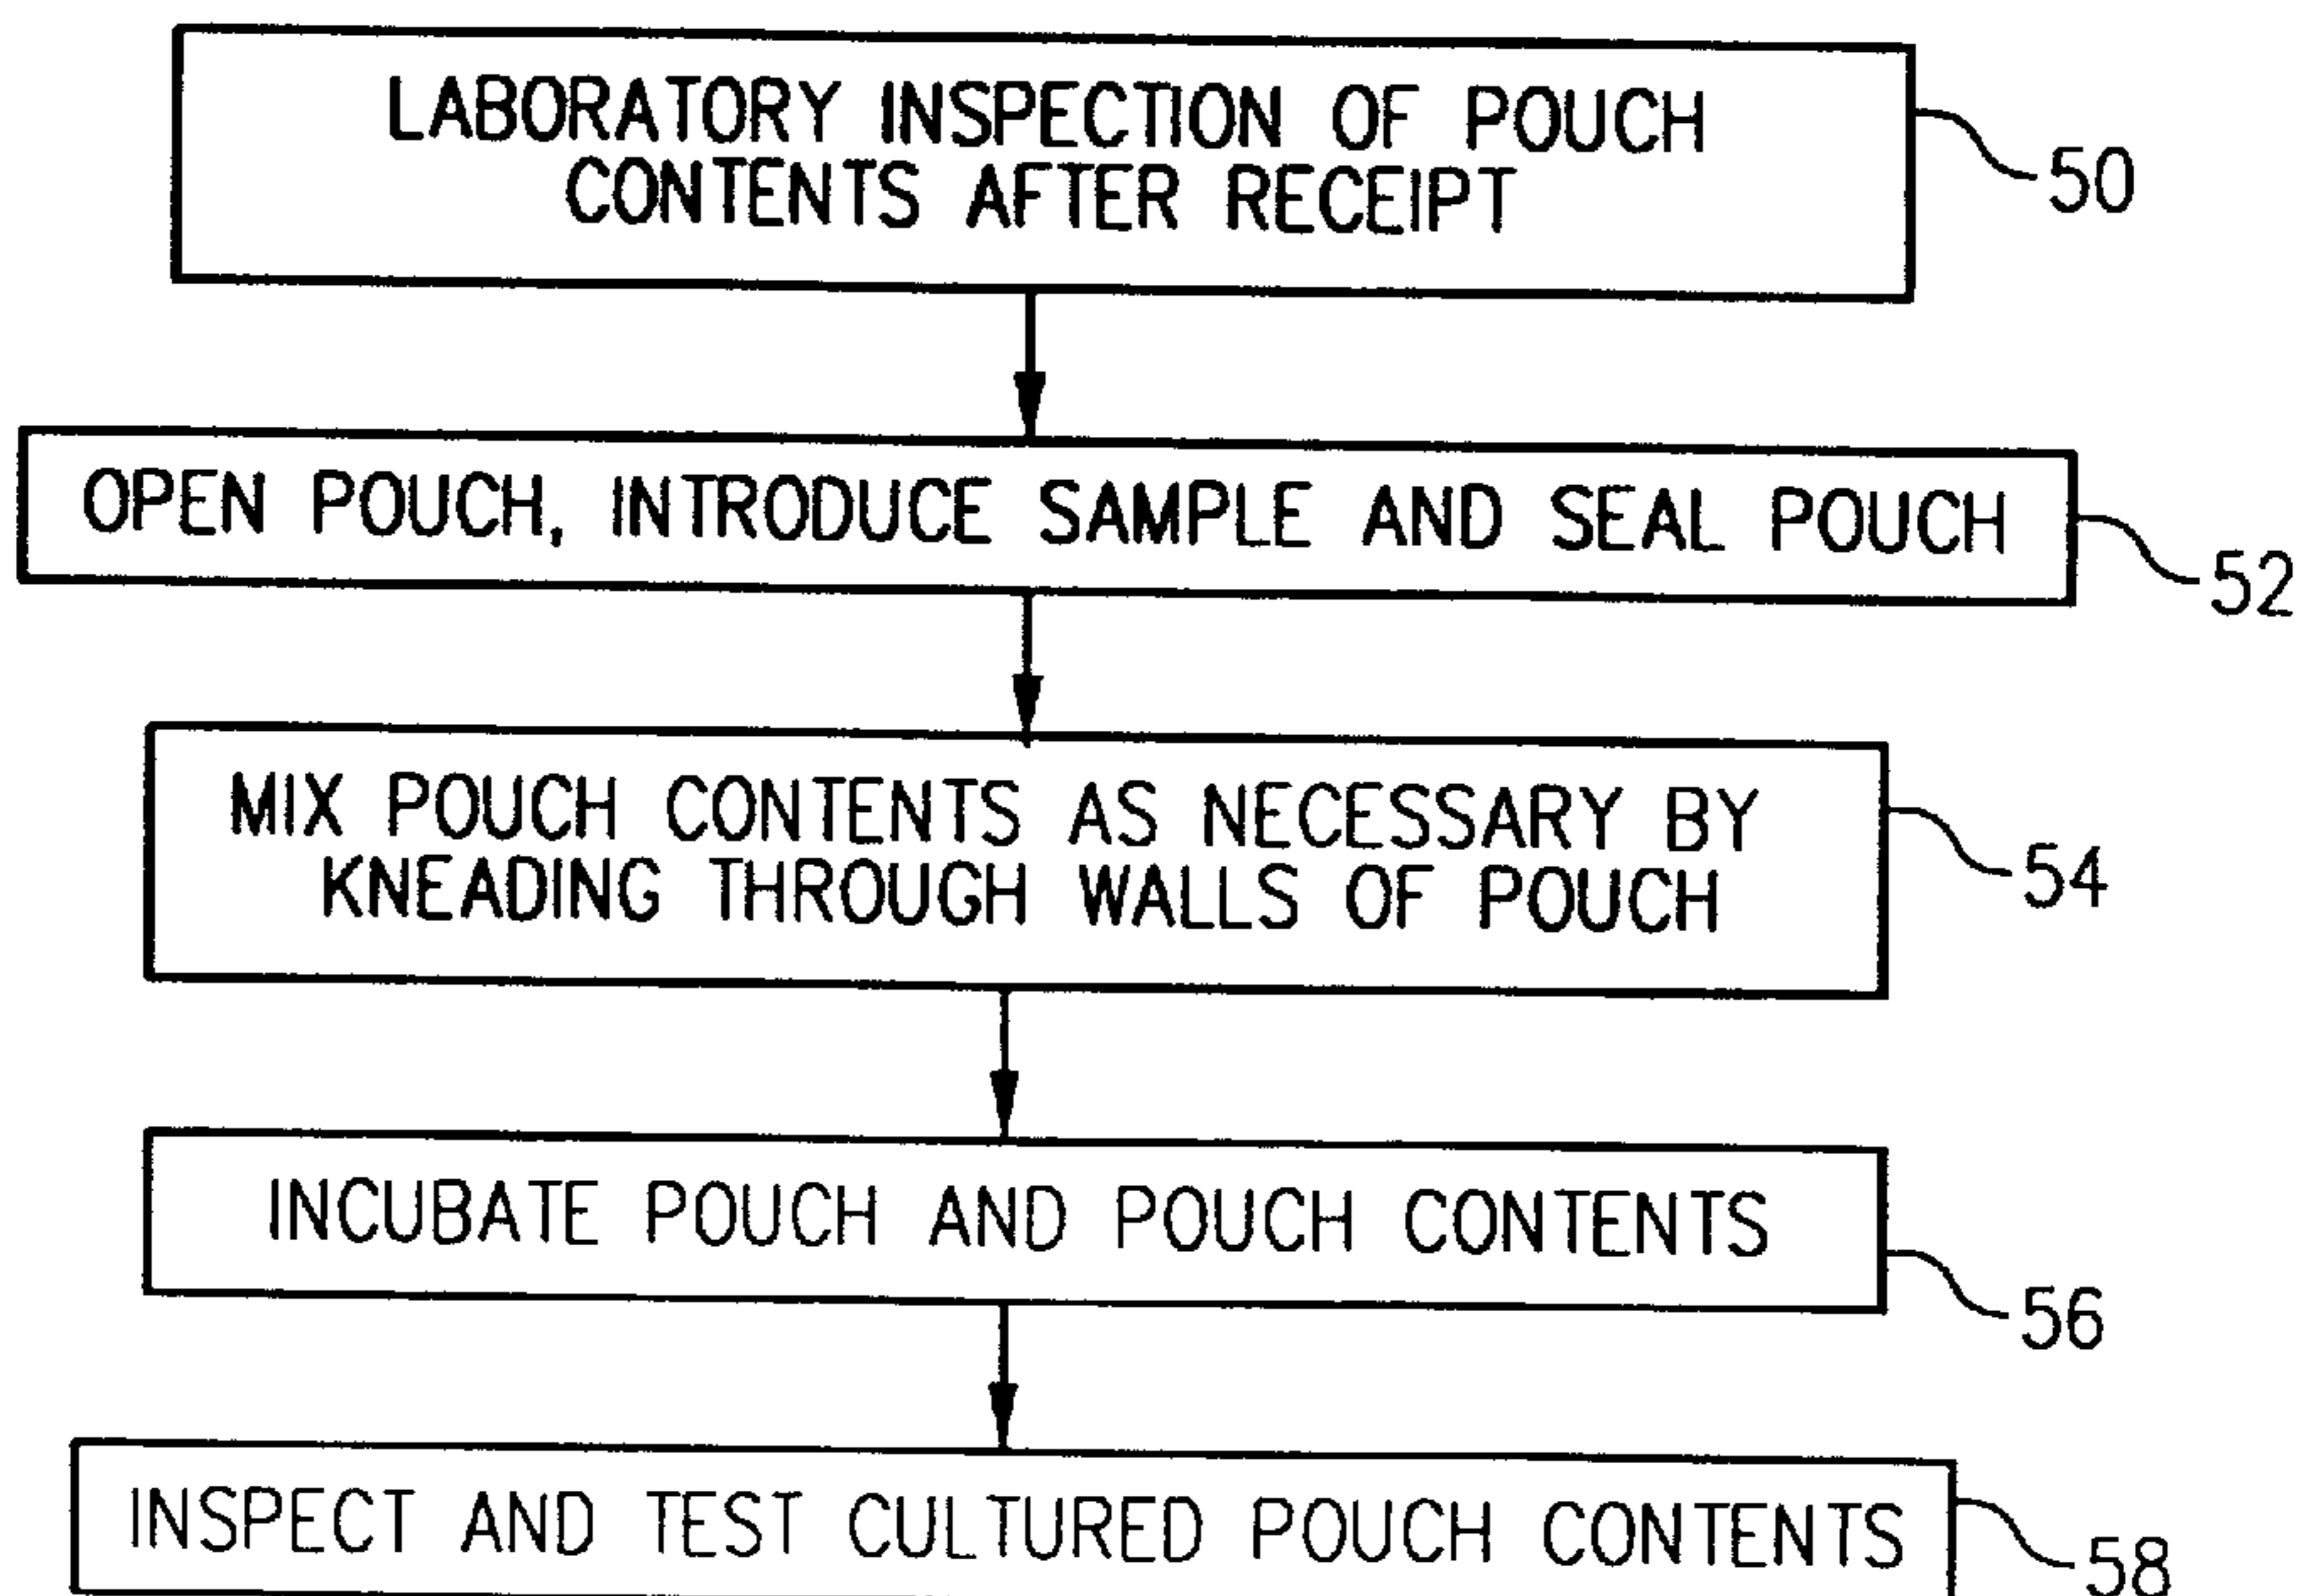 LABORATORY INSPECTION OF POUCH
CONTENTS AFTER RECEIPT
50
OPEN POUCH, INTRODUCE SAMPLE AND SEAL POUCH
52
MIX POUCH CONTENTS AS NECESSARY BY
KNEADING THROUGH WALLS OF POUCH
54
INCUBATE POUCH AND POUCH CONTENTS
56
INSPECT AND TEST CULTURED POUCH CONTENTS
58